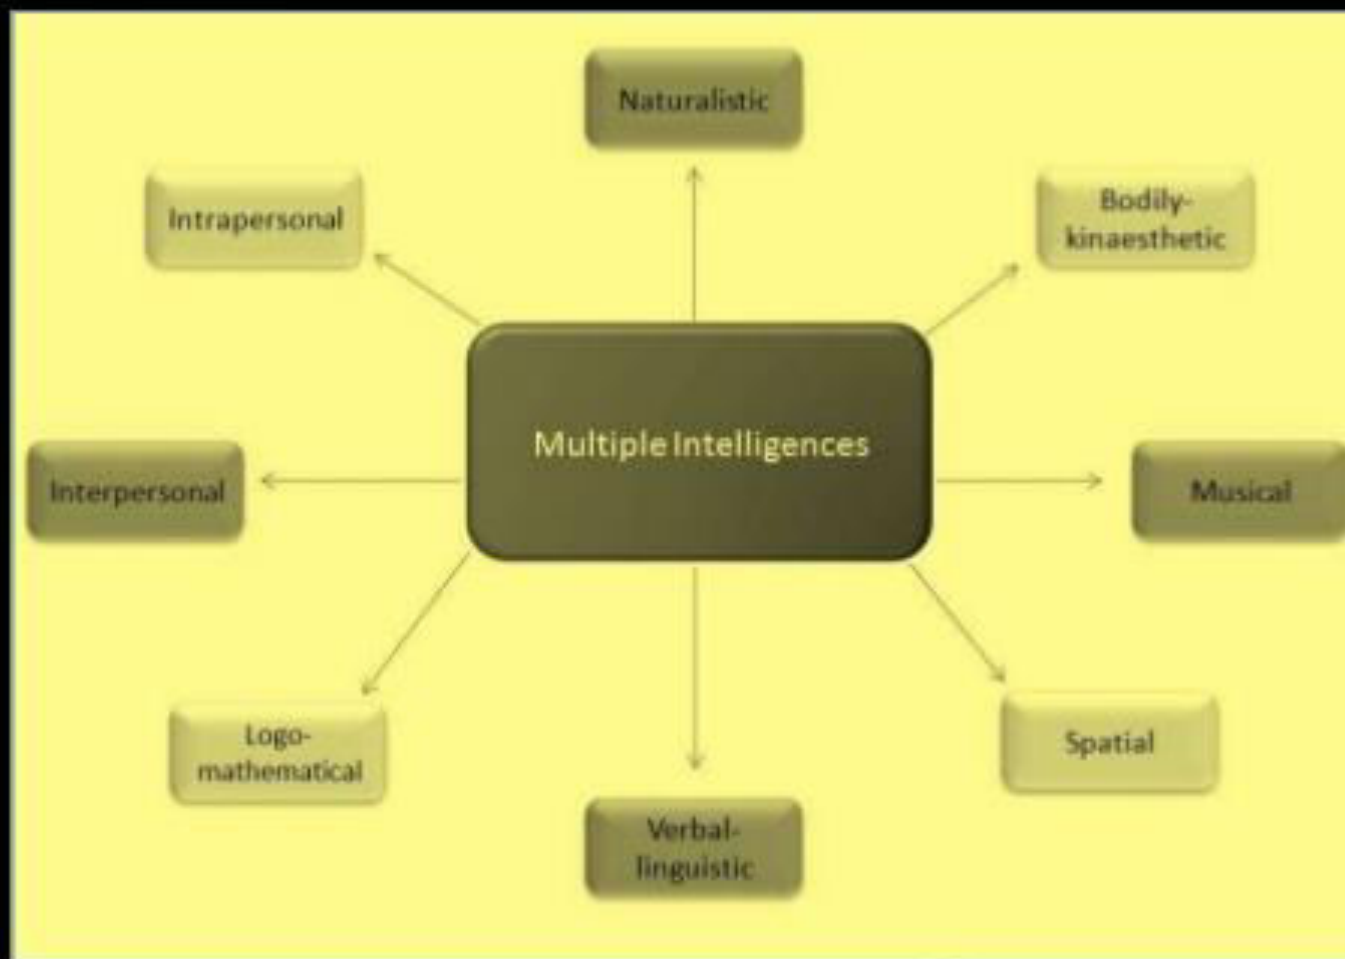 Naturalistic
Intrapersonal
Bodily-
kinaesthetic
Multiple Intelligences
Interpersonal
Musical
Logo-
mathematical
Spatial
Verbal-
linguistic